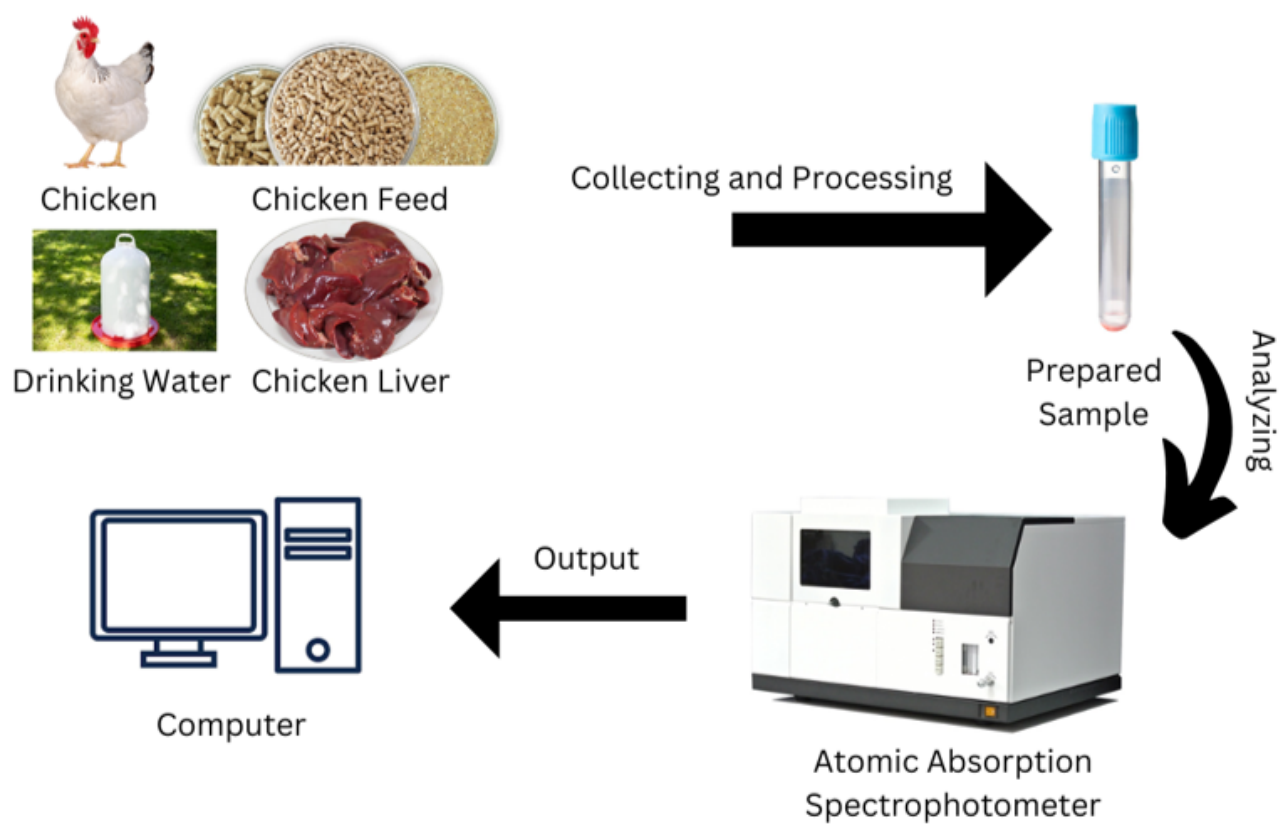 Chicken
Chicken Feed
Drinking Water
Chicken Liver
Collecting and Processing
Prepared
Sample
Analyzing
Atomic Absorption
Spectrophotometer
Output
Computer